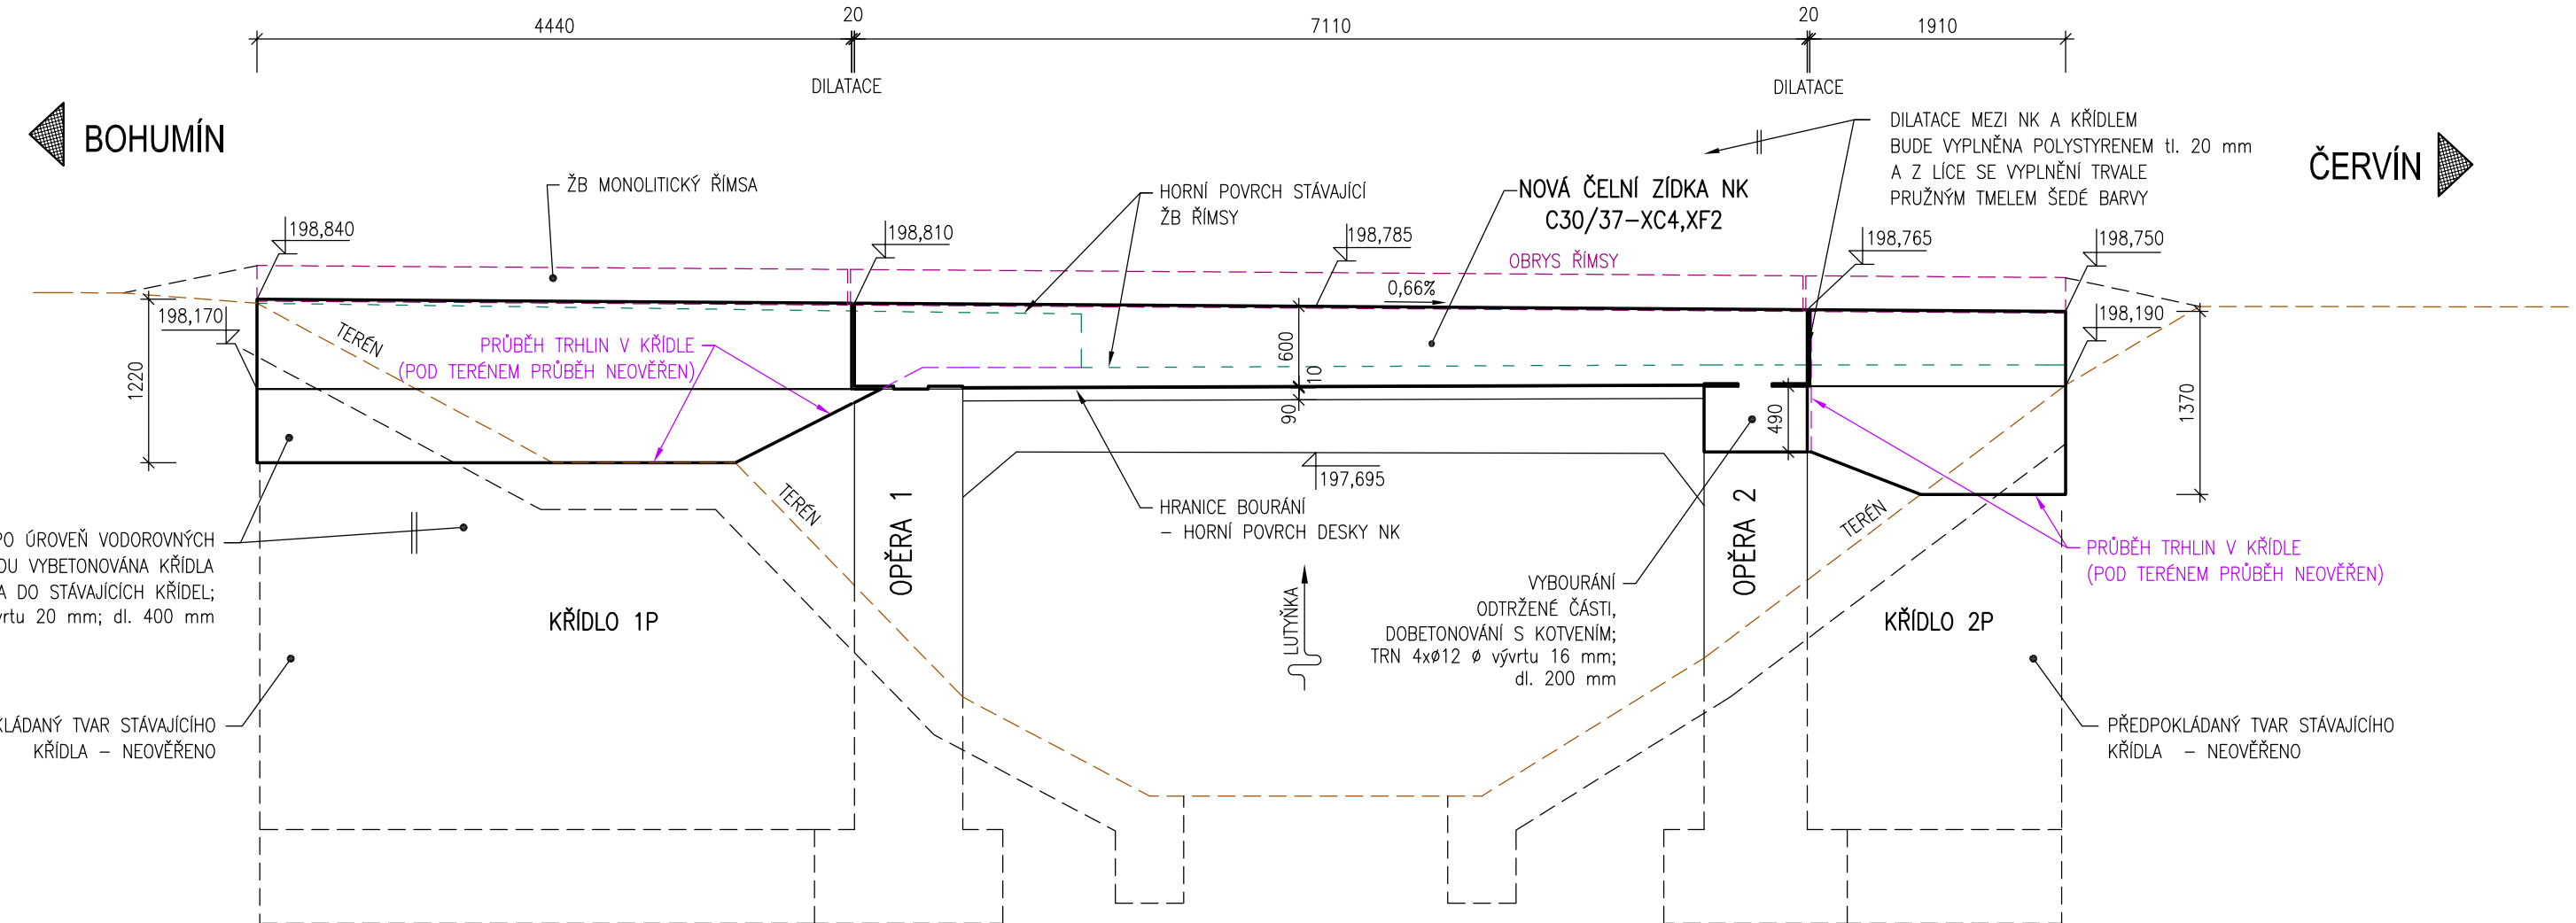 4440
20
7110
20
1910
DILATACE
DILATACE
BOHUMÍN
ČERVÍN
DILATACE MEZI NK A KŘÍDLEM
BUDE VYPLNĚNA POLYSTYRENEM tl. 20 mm
A Z LÍCE SE VYPLNĚNÍ TRVALE
PRUŽNÝM TMELEM ŠEDÉ BARVY
ŽB MONOLITICKÝ ŘÍMSA
HORNÍ POVRCH STÁVAJÍCÍ
ŽB ŘÍMSY
NOVÁ ČELNÍ ZÍDKA NK
C30/37-XC4,XF2
198,840
198,810
198,785
198,765
198,750
OBRYS ŘÍMSY
0,66%
198,170
198,190
TERÉN
PRŮBĚH TRHLIN V KŘÍDLE
(POD TERÉNEM PRŮBĚH NEOVĚŘEN)
1220
600
10
90
490
1370
197,695
TERÉN
OPĚRA 1
HRANICE BOURÁNÍ
- HORNÍ POVRCH DESKY NK
OPĚRA 2
TERÉN
PO ÚROVEŇ VODOROVNÝCH
OU VYBETONOVÁNA KŘÍDLA
A DO STÁVAJÍCÍCH KŘÍDEL;
vrtu 20 mm; dl. 400 mm
PRŮBĚH TRHLIN V KŘÍDLE
(POD TERÉNEM PRŮBĚH NEOVĚŘEN)
KŘÍDLO 1P
LUTYŇKA
VYBOURÁNÍ
ODTRŽENÉ ČÁSTI,
DOBETONOVÁNÍ S KOTVENÍM;
TRN 4xø12 ø vývrtu 16 mm;
dl. 200 mm
KŘÍDLO 2P
KLÁDANÝ TVAR STÁVAJÍCÍHO
KŘÍDLA - NEOVĚŘENO
PŘEDPOKLÁDANÝ TVAR STÁVAJÍCÍHO
KŘÍDLA - NEOVĚŘENO